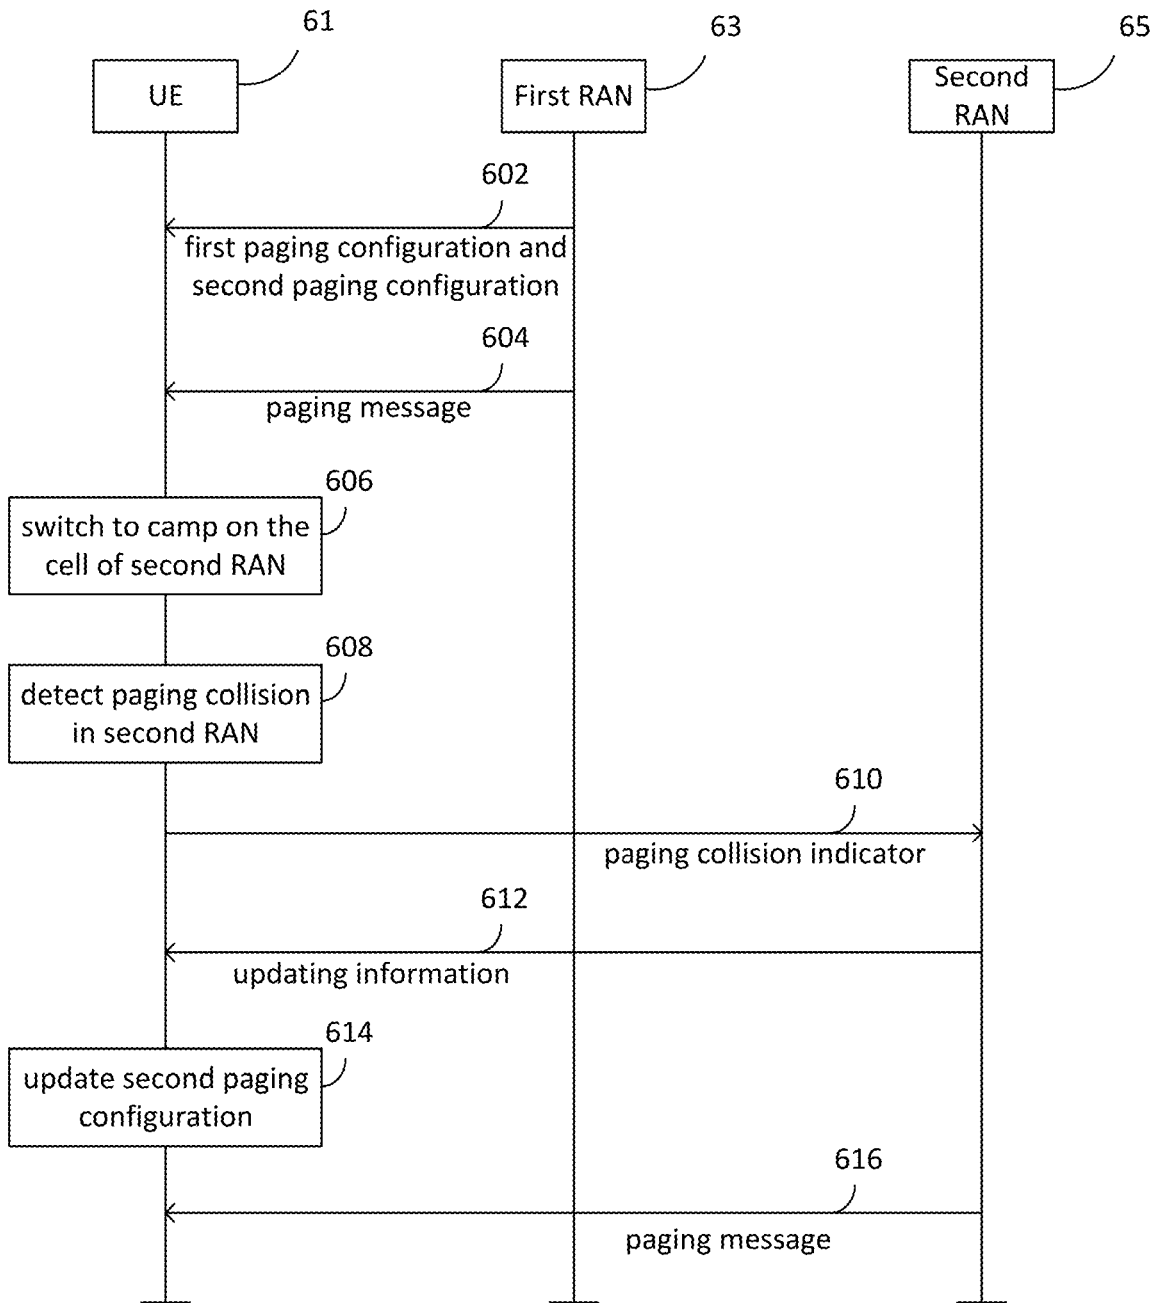 61
63
65
UE
First RAN
Second
RAN
602
first paging configuration and
second paging configuration
604
paging message
606
switch to camp on the
cell of second RAN
608
detect paging collision
in second RAN
610
paging collision indicator
612
updating information
614
update second paging
configuration
616
paging message